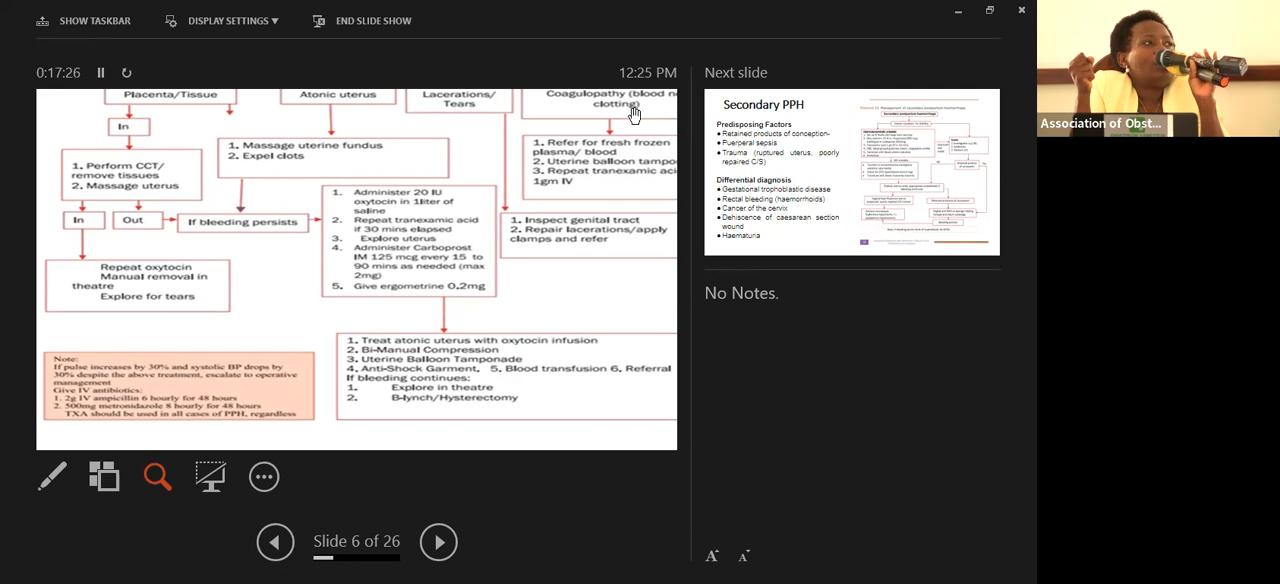 SHOW TASKBAR
DISPLAY SETTINGS ▼
END SLIDE SHOW
0:17:26
12:25 PM
Placenta/Tissue
Atonic uterus
Lacerations/
Tears
Coagulopathy (blood n
clotting)
In
1. Perform CCT/
remove tissues
2. Massage uterus
1. Massage uterine fundus
2. Expel clots
1. Refer for fresh frozen
plasma/ blood
2. Uterine balloon tampo
3. Repeat tranexamic aci
1gm IV
In
Out
If bleeding persists
1. Administer 20 IU
oxytocin in 1liter of
saline
2. Repeat tranexamic acid
if 30 mins elapsed
3. Explore uterus
4. Administer Carboprost
IM 125 mcg every 15 to
90 mins as needed (max
2mg)
5. Give ergometrine 0.2mg
1. Inspect genital tract
2. Repair lacerations/apply
clamps and refer
Repeat oxytocin
Manual removal in
theatre
Explore for tears
1. Treat atonic uterus with oxytocin infusion
2. Bi-Manual Compression
3. Uterine Balloon Tamponade
4, Anti-Shock Garment, 5, Blood transfusion 6, Referral
If bleeding continues:
1. Explore in theatre
2. B-lynch/Hysterectomy
Note:
If pulse increases by 30% and systolic BP drops by
30% despite the above treatment, escalate to operative
management
Give IV antibiotics:
1. 2g IV ampicillin 6 hourly for 48 hours
2. 500mg metronidazole 8 hourly for 48 hours
TXA should be used in all cases of PPH, regardless
Slide 6 of 26
Next slide
Secondary PPH
Predisposing Factors
● Retained products of conception-
● Puerperal sepsis
● Trauma (ruptured uterus, poorly
repaired C/S)
Differential diagnosis
● Gestational trophoblastic disease
● Rectal bleeding (haemorrhoids)
● Cancer of the cervix
● Dehiscence of caesarean section
wound
● Haematuria
Secondary postpartum haemorrhage
No Notes.
A A
Association of Obst...